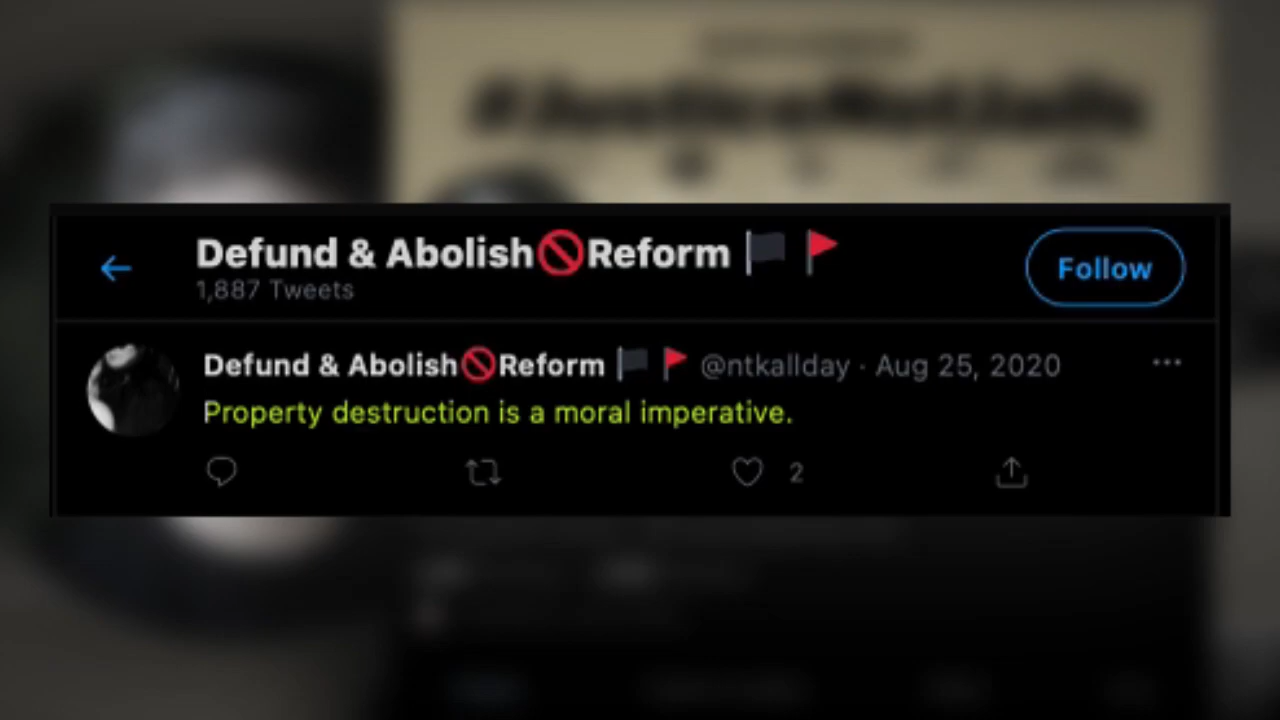 Defund & Abolish🚫Reform 🏴 🚩
1,887 Tweets
Follow
Defund & Abolish🚫Reform 🏴 🚩 @ntkallday · Aug 25, 2020
Property destruction is a moral imperative.
2